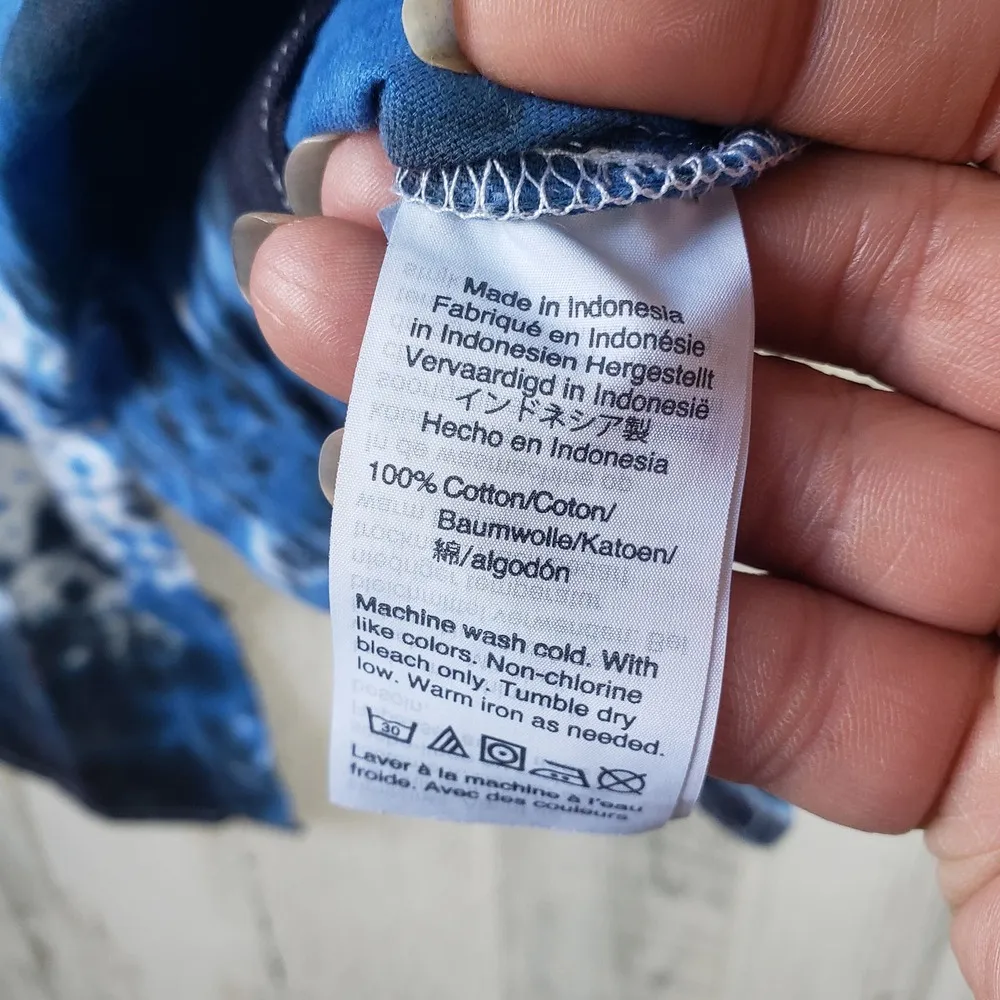 Made in Indonesia
Fabriqué en Indonésie
in Indonesien Hergestellt
Vervaardigd in Indonesië
インドネシア製
Hecho en Indonesia
100% Cotton/Coton/
Baumwolle/Katoen/
綿/algodón
Machine wash cold. With
like colors. Non-chlorine
bleach only. Tumble dry
low. Warm iron as needed.
30
Laver à la machine à l'eau
froide. Avec des couleurs